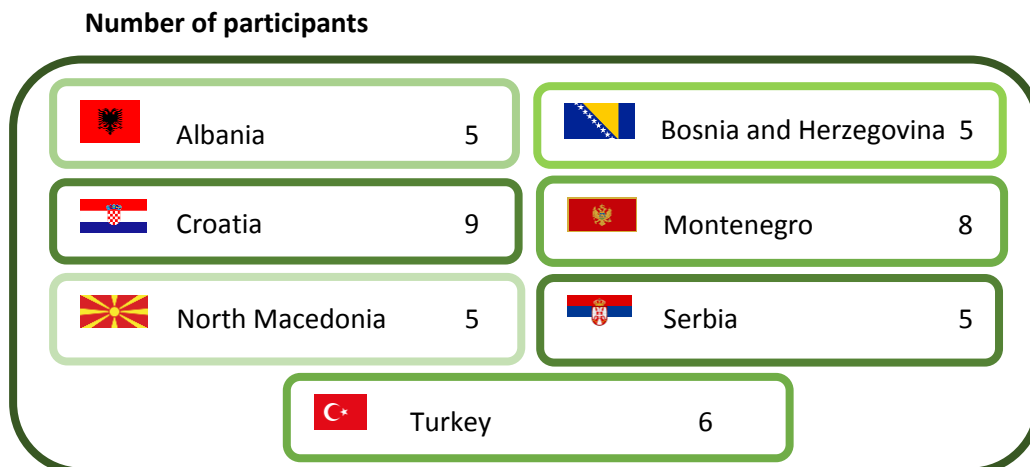 Number of participants
Albania 5
Bosnia and Herzegovina 5
Croatia 9
Montenegro 8
North Macedonia 5
Serbia 5
Turkey 6